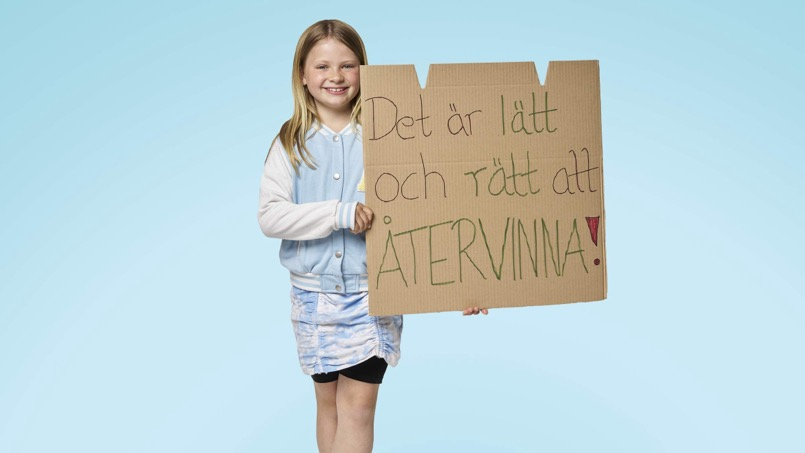 Det är lätt
och rätt att
ÅTERVINNA!